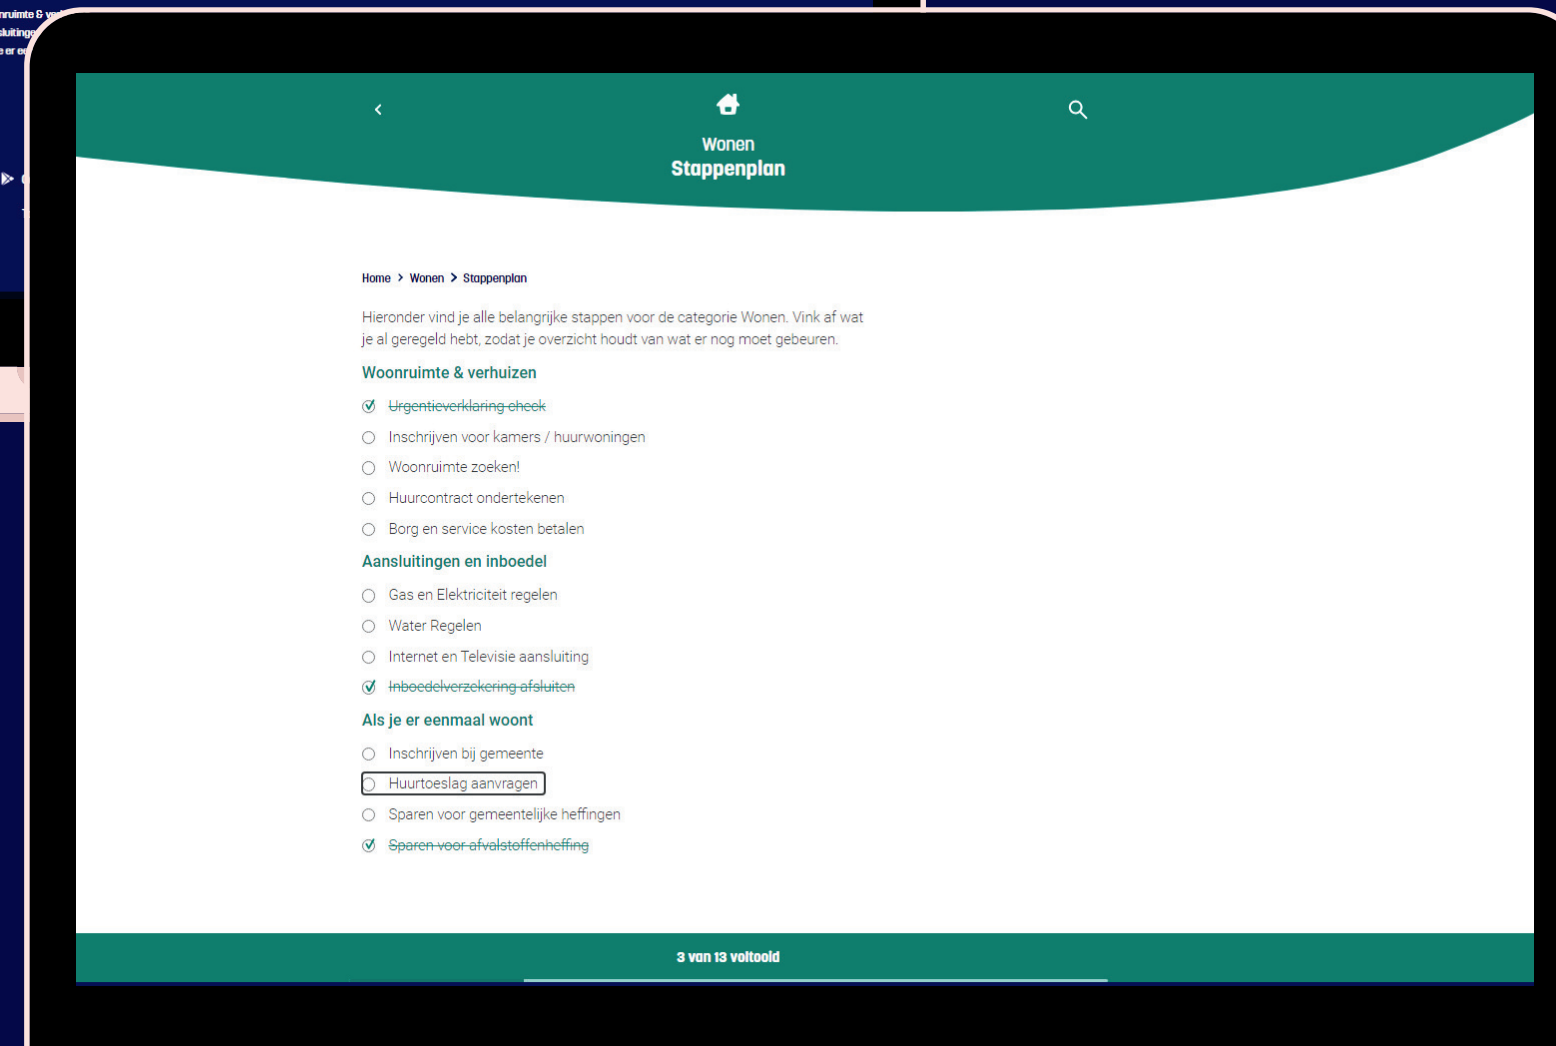 Wonen
Stappenplan
Home > Wonen > Stappenplan
Hieronder vind je alle belangrijke stappen voor de categorie Wonen. Vink af wat
je al geregeld hebt, zodat je overzicht houdt van wat er nog moet gebeuren.
Woonruimte & verhuizen
Urgentieverklaring check
Inschrijven voor kamers / huurwoningen
Woonruimte zoeken!
Huurcontract ondertekenen
Borg en service kosten betalen
Aansluitingen en inboedel
Gas en Elektriciteit regelen
Water Regelen
Internet en Televisie aansluiting
Inboedelverzekering afsluiten
Als je er eenmaal woont
Inschrijven bij gemeente
Huurtoeslag aanvragen
Sparen voor gemeentelijke heffingen
Sparen voor afvalstoffenheffing
3 van 13 voltooid